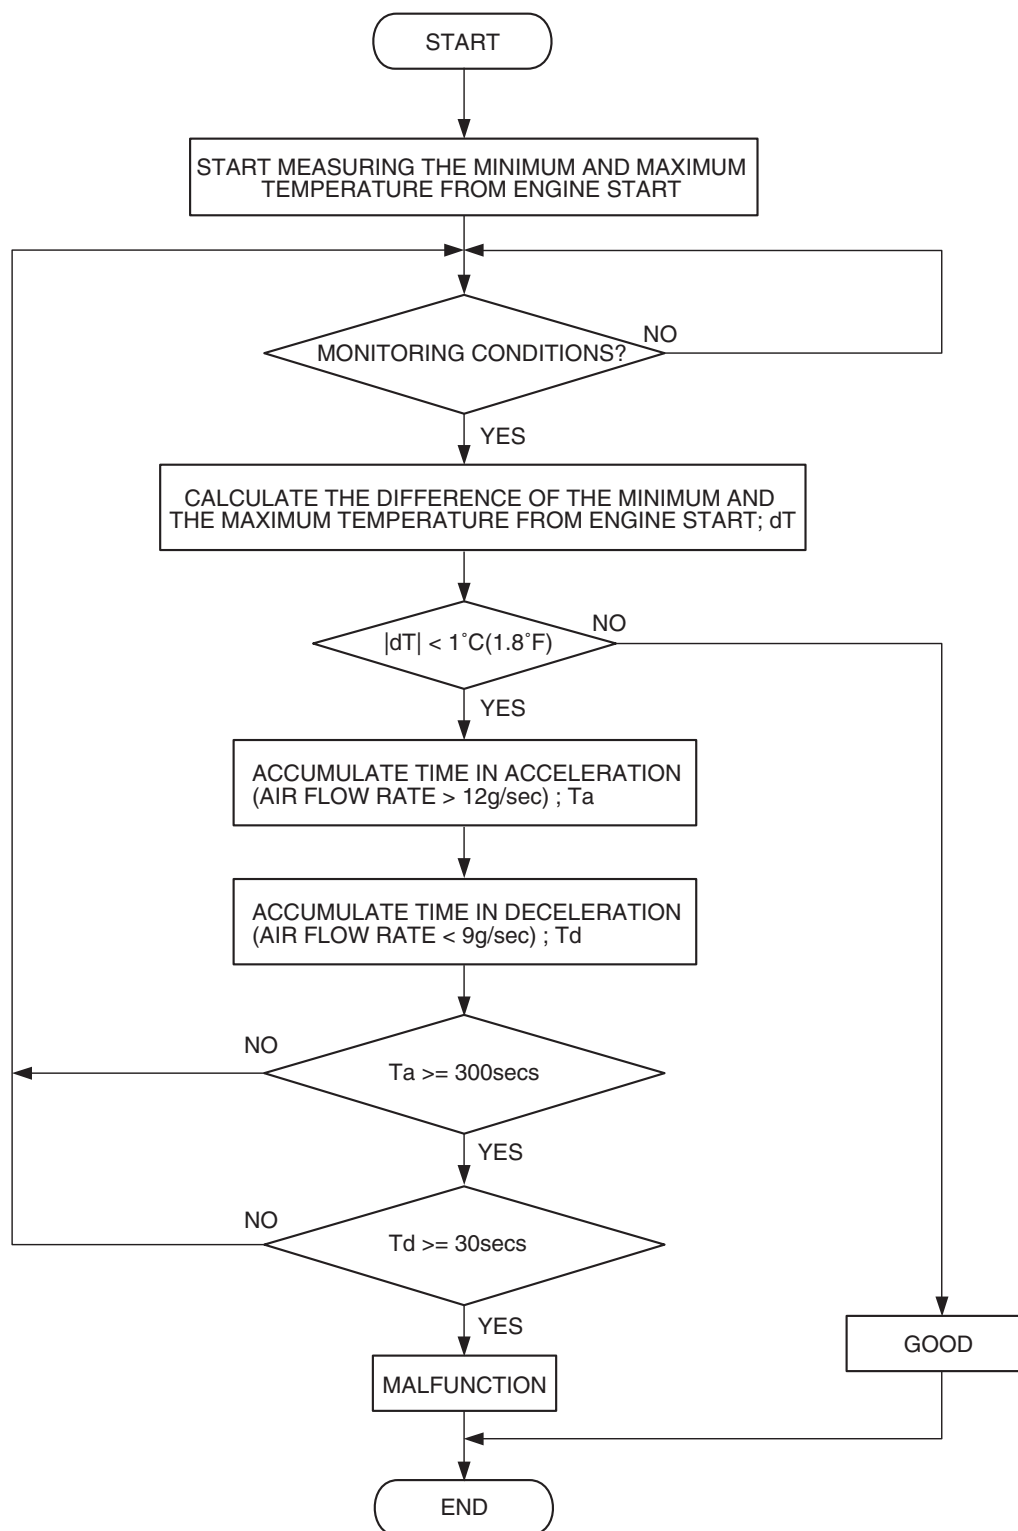 START
START MEASURING THE MINIMUM AND MAXIMUM
TEMPERATURE FROM ENGINE START
MONITORING CONDITIONS?
NO
YES
CALCULATE THE DIFFERENCE OF THE MINIMUM AND
THE MAXIMUM TEMPERATURE FROM ENGINE START; dT
|dT| < 1˚C(1.8˚F)
NO
YES
ACCUMULATE TIME IN ACCELERATION
(AIR FLOW RATE > 12g/sec) ; Ta
ACCUMULATE TIME IN DECELERATION
(AIR FLOW RATE < 9g/sec) ; Td
NO
Ta >= 300secs
YES
NO
Td >= 30secs
YES
GOOD
MALFUNCTION
END